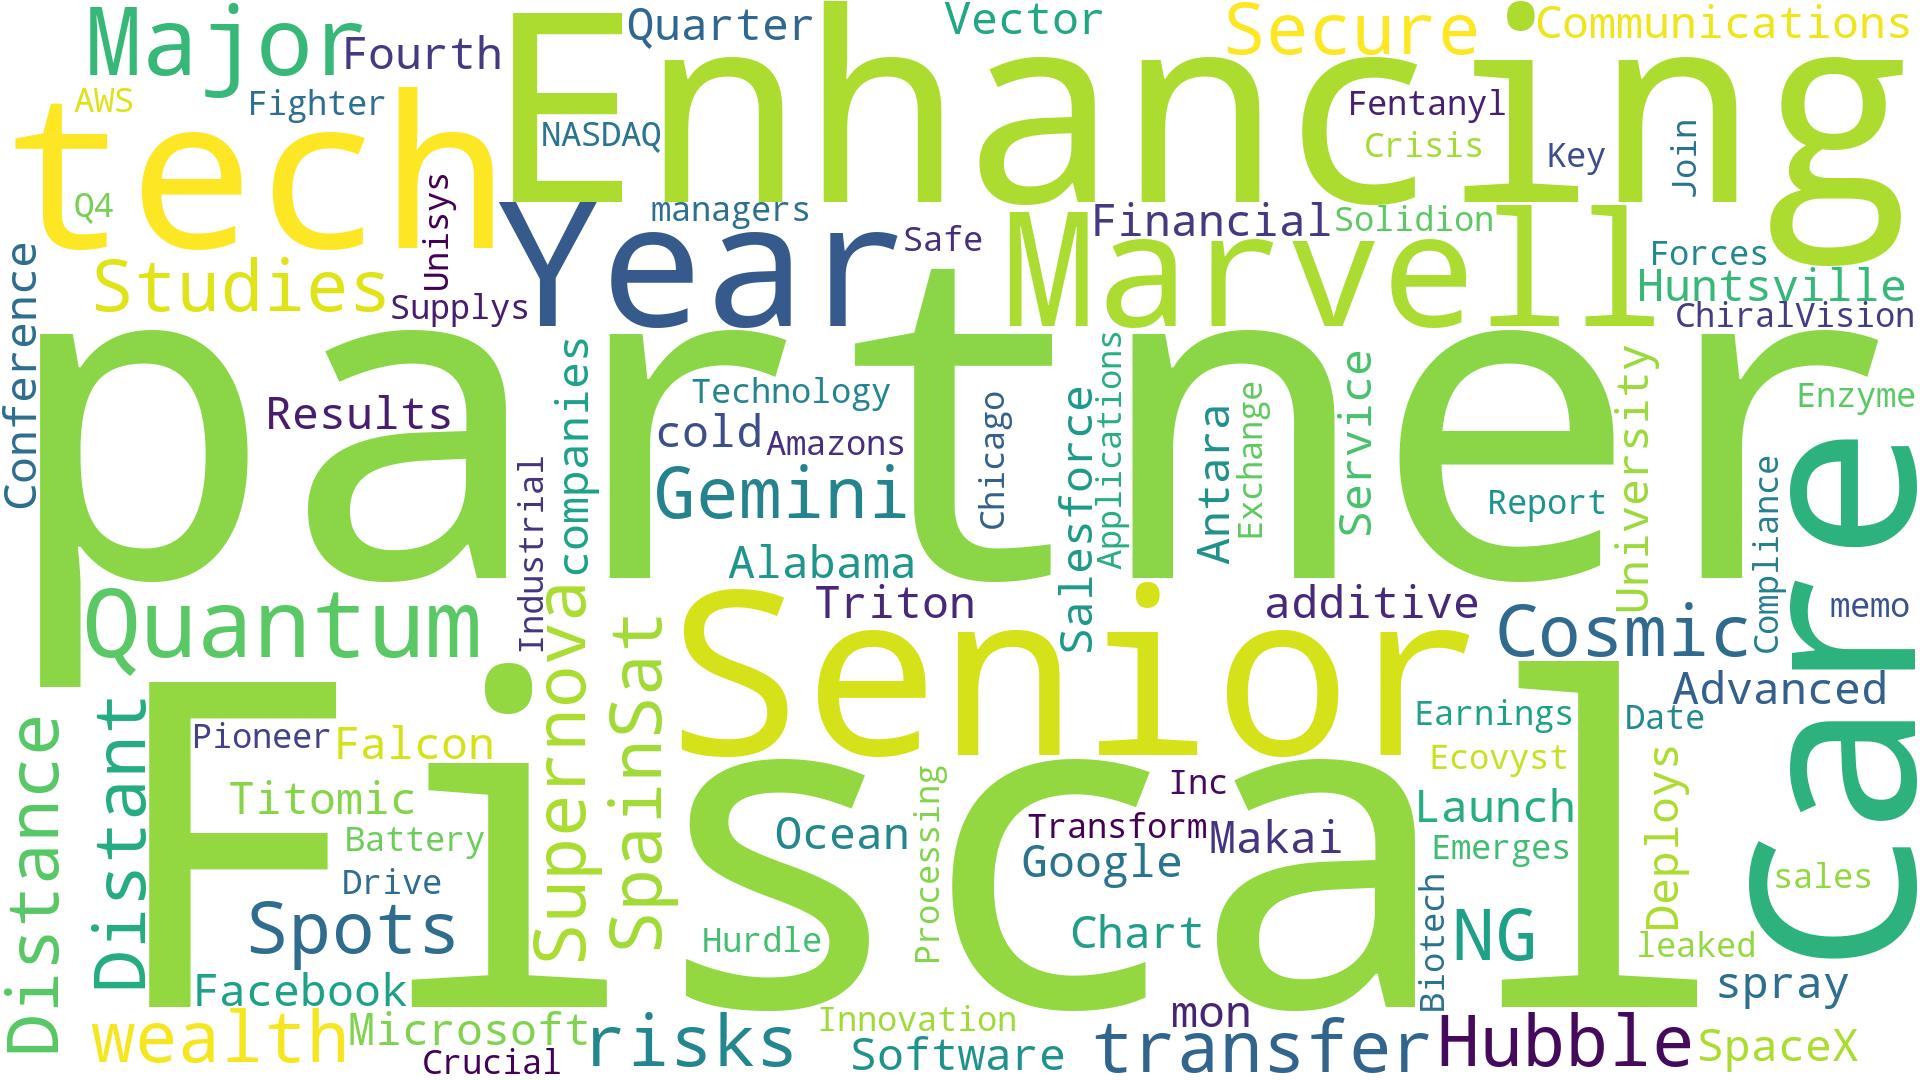 Major
Fourth
Quarter
Vector
Secure
Communications
Enhancing
tech
AWS
Fighter
NASDAQ
Fentanyl
Crisis
Key
Join
Q4
Unisys
managers
Year
Safe
Marvell
Financial
Solidion
Forces
Huntsville
ChiralVision
Conference
Studies
Supplys
partner
Results
companies
Technology
cold
Amazons
Gemini
Alabama
Chicago
Salesforce
Applications
Antara
Exchange
Service
Report
University
Enzyme
Compliance
care
Industrial
Quantum
Supernova
SpainSat
Triton
additive
Senior
Cosmic
memo
Advanced
Distance
Distant
Fiscal
Pioneer
Falcon
Titomic
Battery
Drive
Spots
Facebook
Ocean
Hurdle
Processing
Inc
Transform
Makai
Google
Chart
Earnings
Date
Ecovyst
Launch
Emerges
Deploys
sales
Biotech
NG
leaked
spray
wealth
Microsoft
Crucial
risks
Innovation
Software
mon
transfer
Hubble
SpaceX